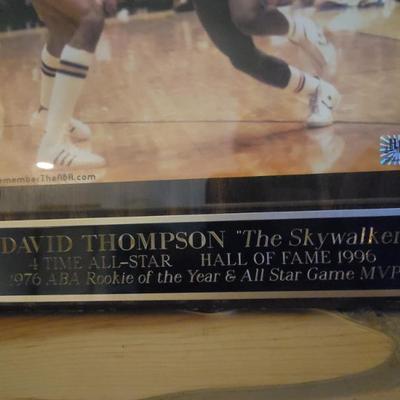 ememberTheABA.com
DAVID THOMPSON "The Skywalker
4 TIME ALL-STAR HALL OF FAME 1996
1976 ABA Rookie of the Year & All Star Game MVP